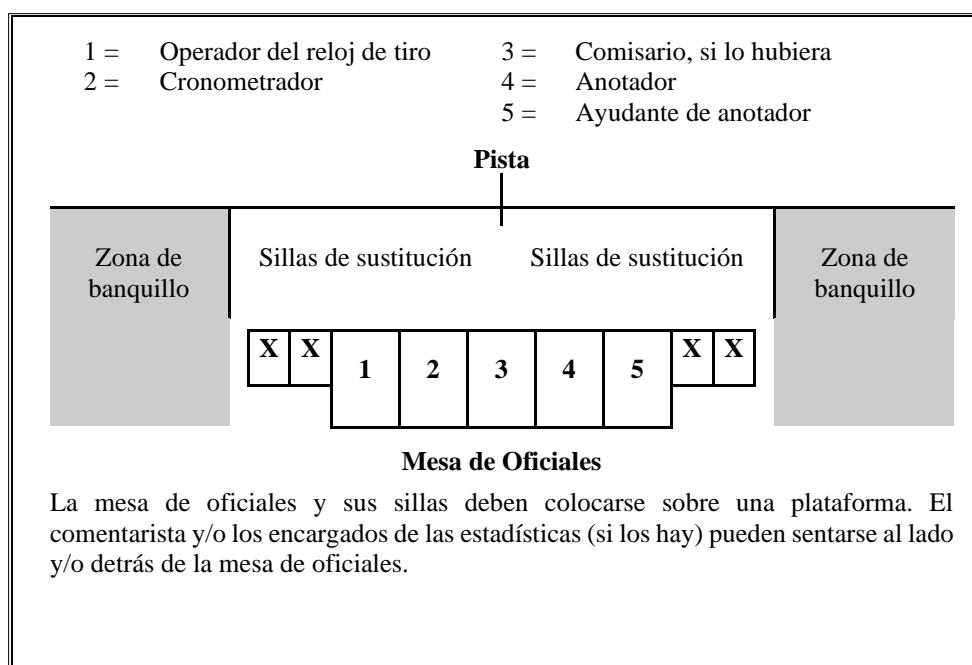 1 = Operador del reloj de tiro 3 = Comisario, si lo hubiera
2 = Cronometrador 4 = Anotador
5 = Ayudante de anotador
Pista
Zona de banquillo
Sillas de sustitución Sillas de sustitución
Zona de banquillo
X X 1 2 3 4 5 X X
Mesa de Oficiales
La mesa de oficiales y sus sillas deben colocarse sobre una plataforma. El
comentarista y/o los encargados de las estadísticas (si los hay) pueden sentarse al lado
y/o detrás de la mesa de oficiales.